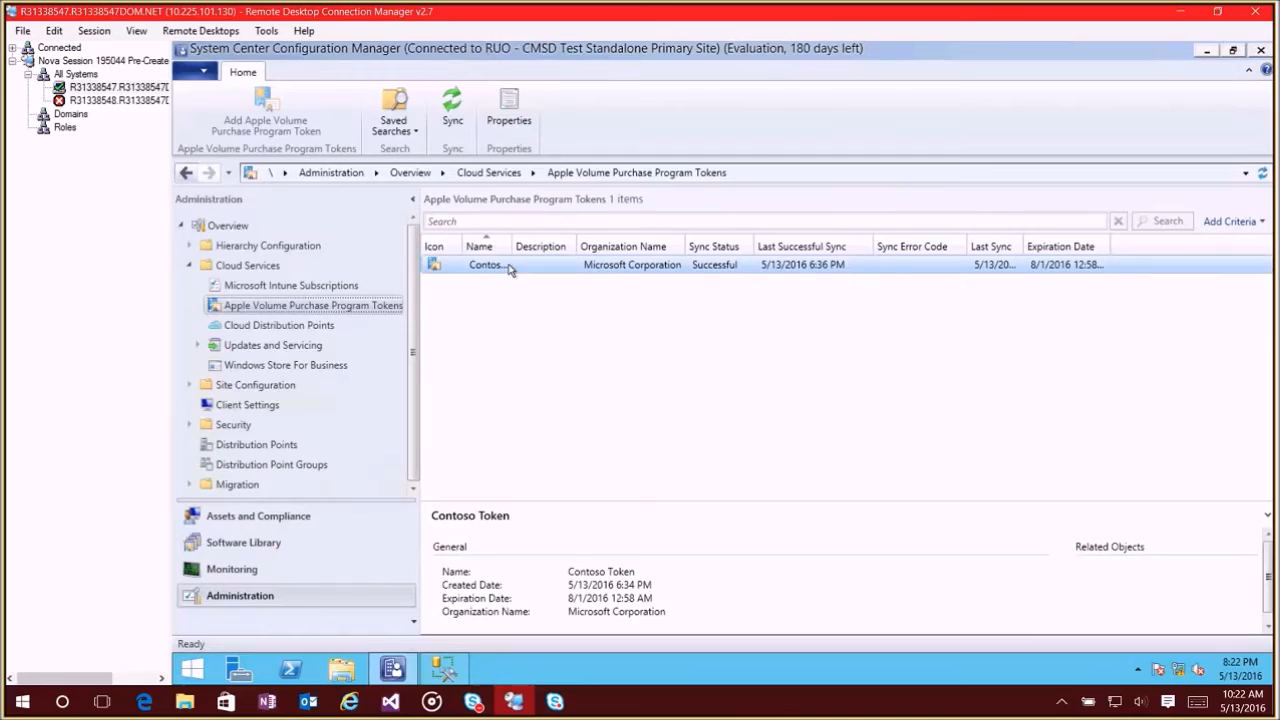 R31338547.R31338547DOM.NET (10.225.101.130) - Remote Desktop Connection Manager v2.7
File Edit Session View Remote Desktops Tools Help
Connected
Nova Session 195044 Pre-Create
All Systems
R31338547.R31338547D
R31338548.R31338547D
Domains
Roles
System Center Configuration Manager (Connected to RUO - CMSD Test Standalone Primary Site) (Evaluation, 180 days left)
Home
Add Apple Volume
Purchase Program Token
Saved
Searches
Sync
Properties
Apple Volume Purchase Program Tokens Search Sync Properties
\ Administration Overview Cloud Services Apple Volume Purchase Program Tokens
Administration
Overview
Hierarchy Configuration
Cloud Services
Microsoft Intune Subscriptions
Apple Volume Purchase Program Tokens
Cloud Distribution Points
Updates and Servicing
Windows Store For Business
Site Configuration
Client Settings
Security
Distribution Points
Distribution Point Groups
Migration
Assets and Compliance
Software Library
Monitoring
Administration
Apple Volume Purchase Program Tokens 1 items
Search Search Add Criteria
Icon Name Description Organization Name Sync Status Last Successful Sync Sync Error Code Last Sync Expiration Date
Contos... Microsoft Corporation Successful 5/13/2016 6:36 PM 5/13/20... 8/1/2016 12:58...
Contoso Token
General Related Objects
Name: Contoso Token
Created Date: 5/13/2016 6:34 PM
Expiration Date: 8/1/2016 12:58 AM
Organization Name: Microsoft Corporation
Ready
8:22 PM
5/13/2016
10:22 AM
5/13/2016